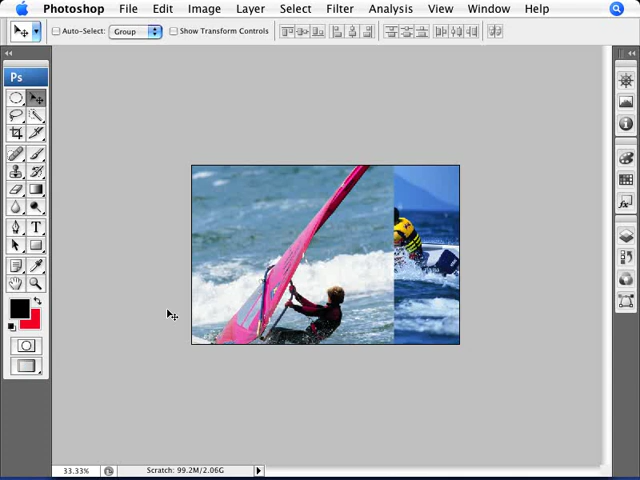 Photoshop File Edit Image Layer Select Filter Analysis View Window Help
Auto-Select: Group Show Transform Controls
Ps
T
33.33% Scratch: 99.2M/2.06G